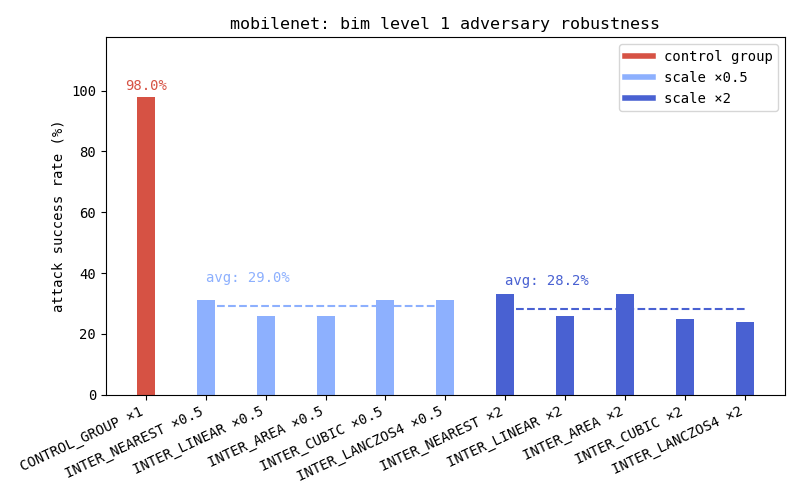 mobilenet: bim level 1 adversary robustness
control group
scale ×0.5
scale ×2
98.0%
avg: 29.0%
avg: 28.2%
attack success rate (%)
100
80
60
40
20
0
CONTROL_GROUP ×1
INTER_NEAREST ×0.5
INTER_LINEAR ×0.5
INTER_AREA ×0.5
INTER_CUBIC ×0.5
INTER_LANCZOS4 ×0.5
INTER_NEAREST ×2
INTER_LINEAR ×2
INTER_AREA ×2
INTER_CUBIC ×2
INTER_LANCZOS4 ×2